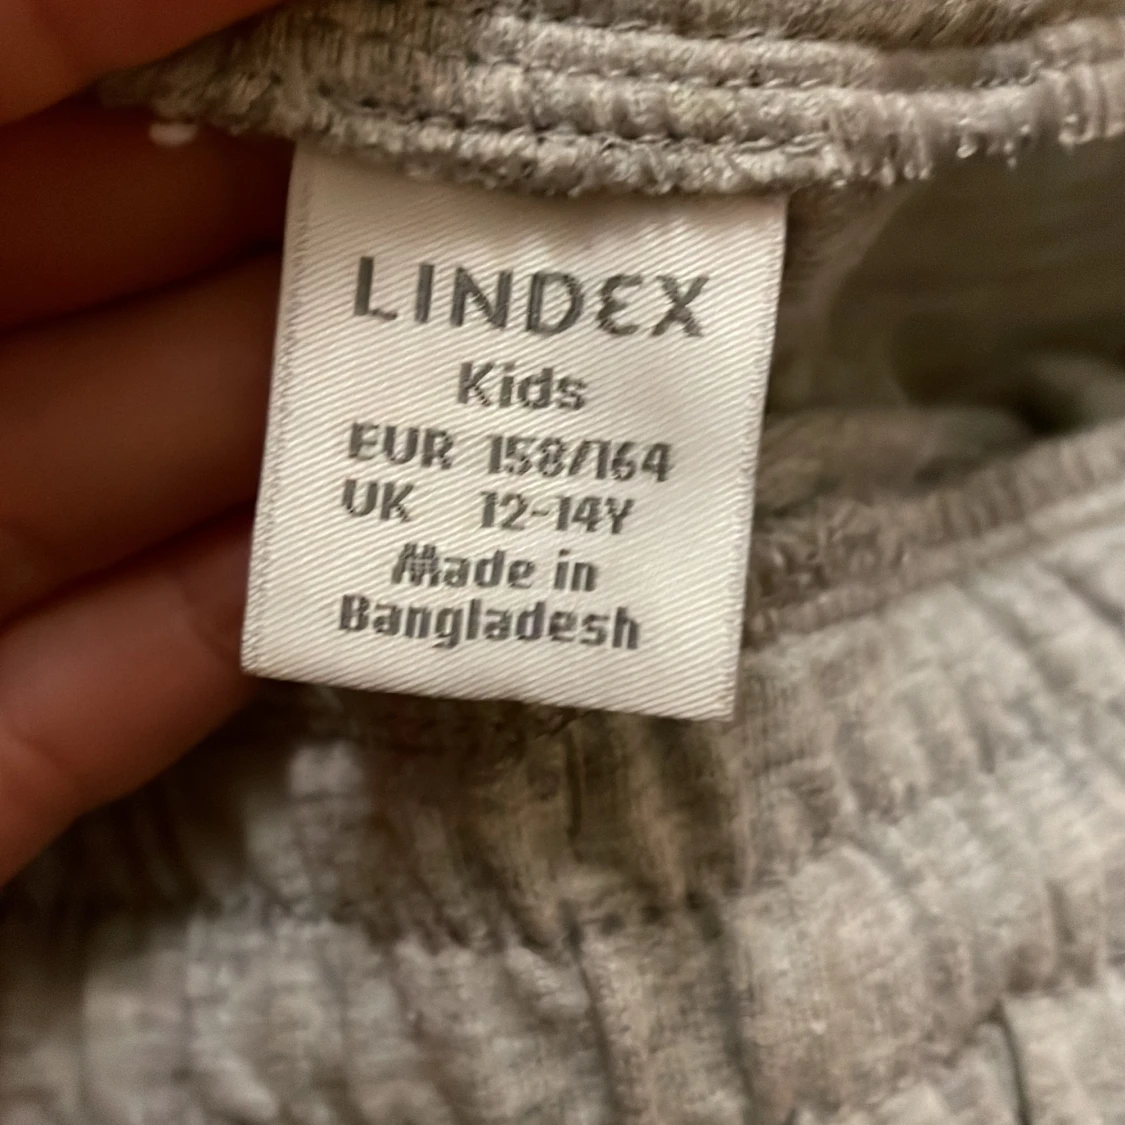 LINDEX
Kids
EUR 158/164
UK 12-14Y
Made in
Bangladesh